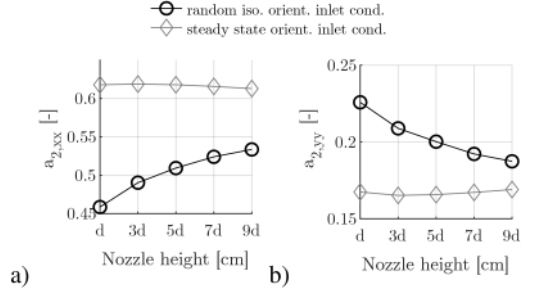 random iso. orient. inlet cond.
steady state orient. inlet cond.
0.6
0.55
0.5
0.45
a2,xx [-]
d 3d 5d 7d 9d
Nozzle height [cm]
a)
0.25
0.2
0.15
a2,yy [-]
d 3d 5d 7d 9d
Nozzle height [cm]
b)